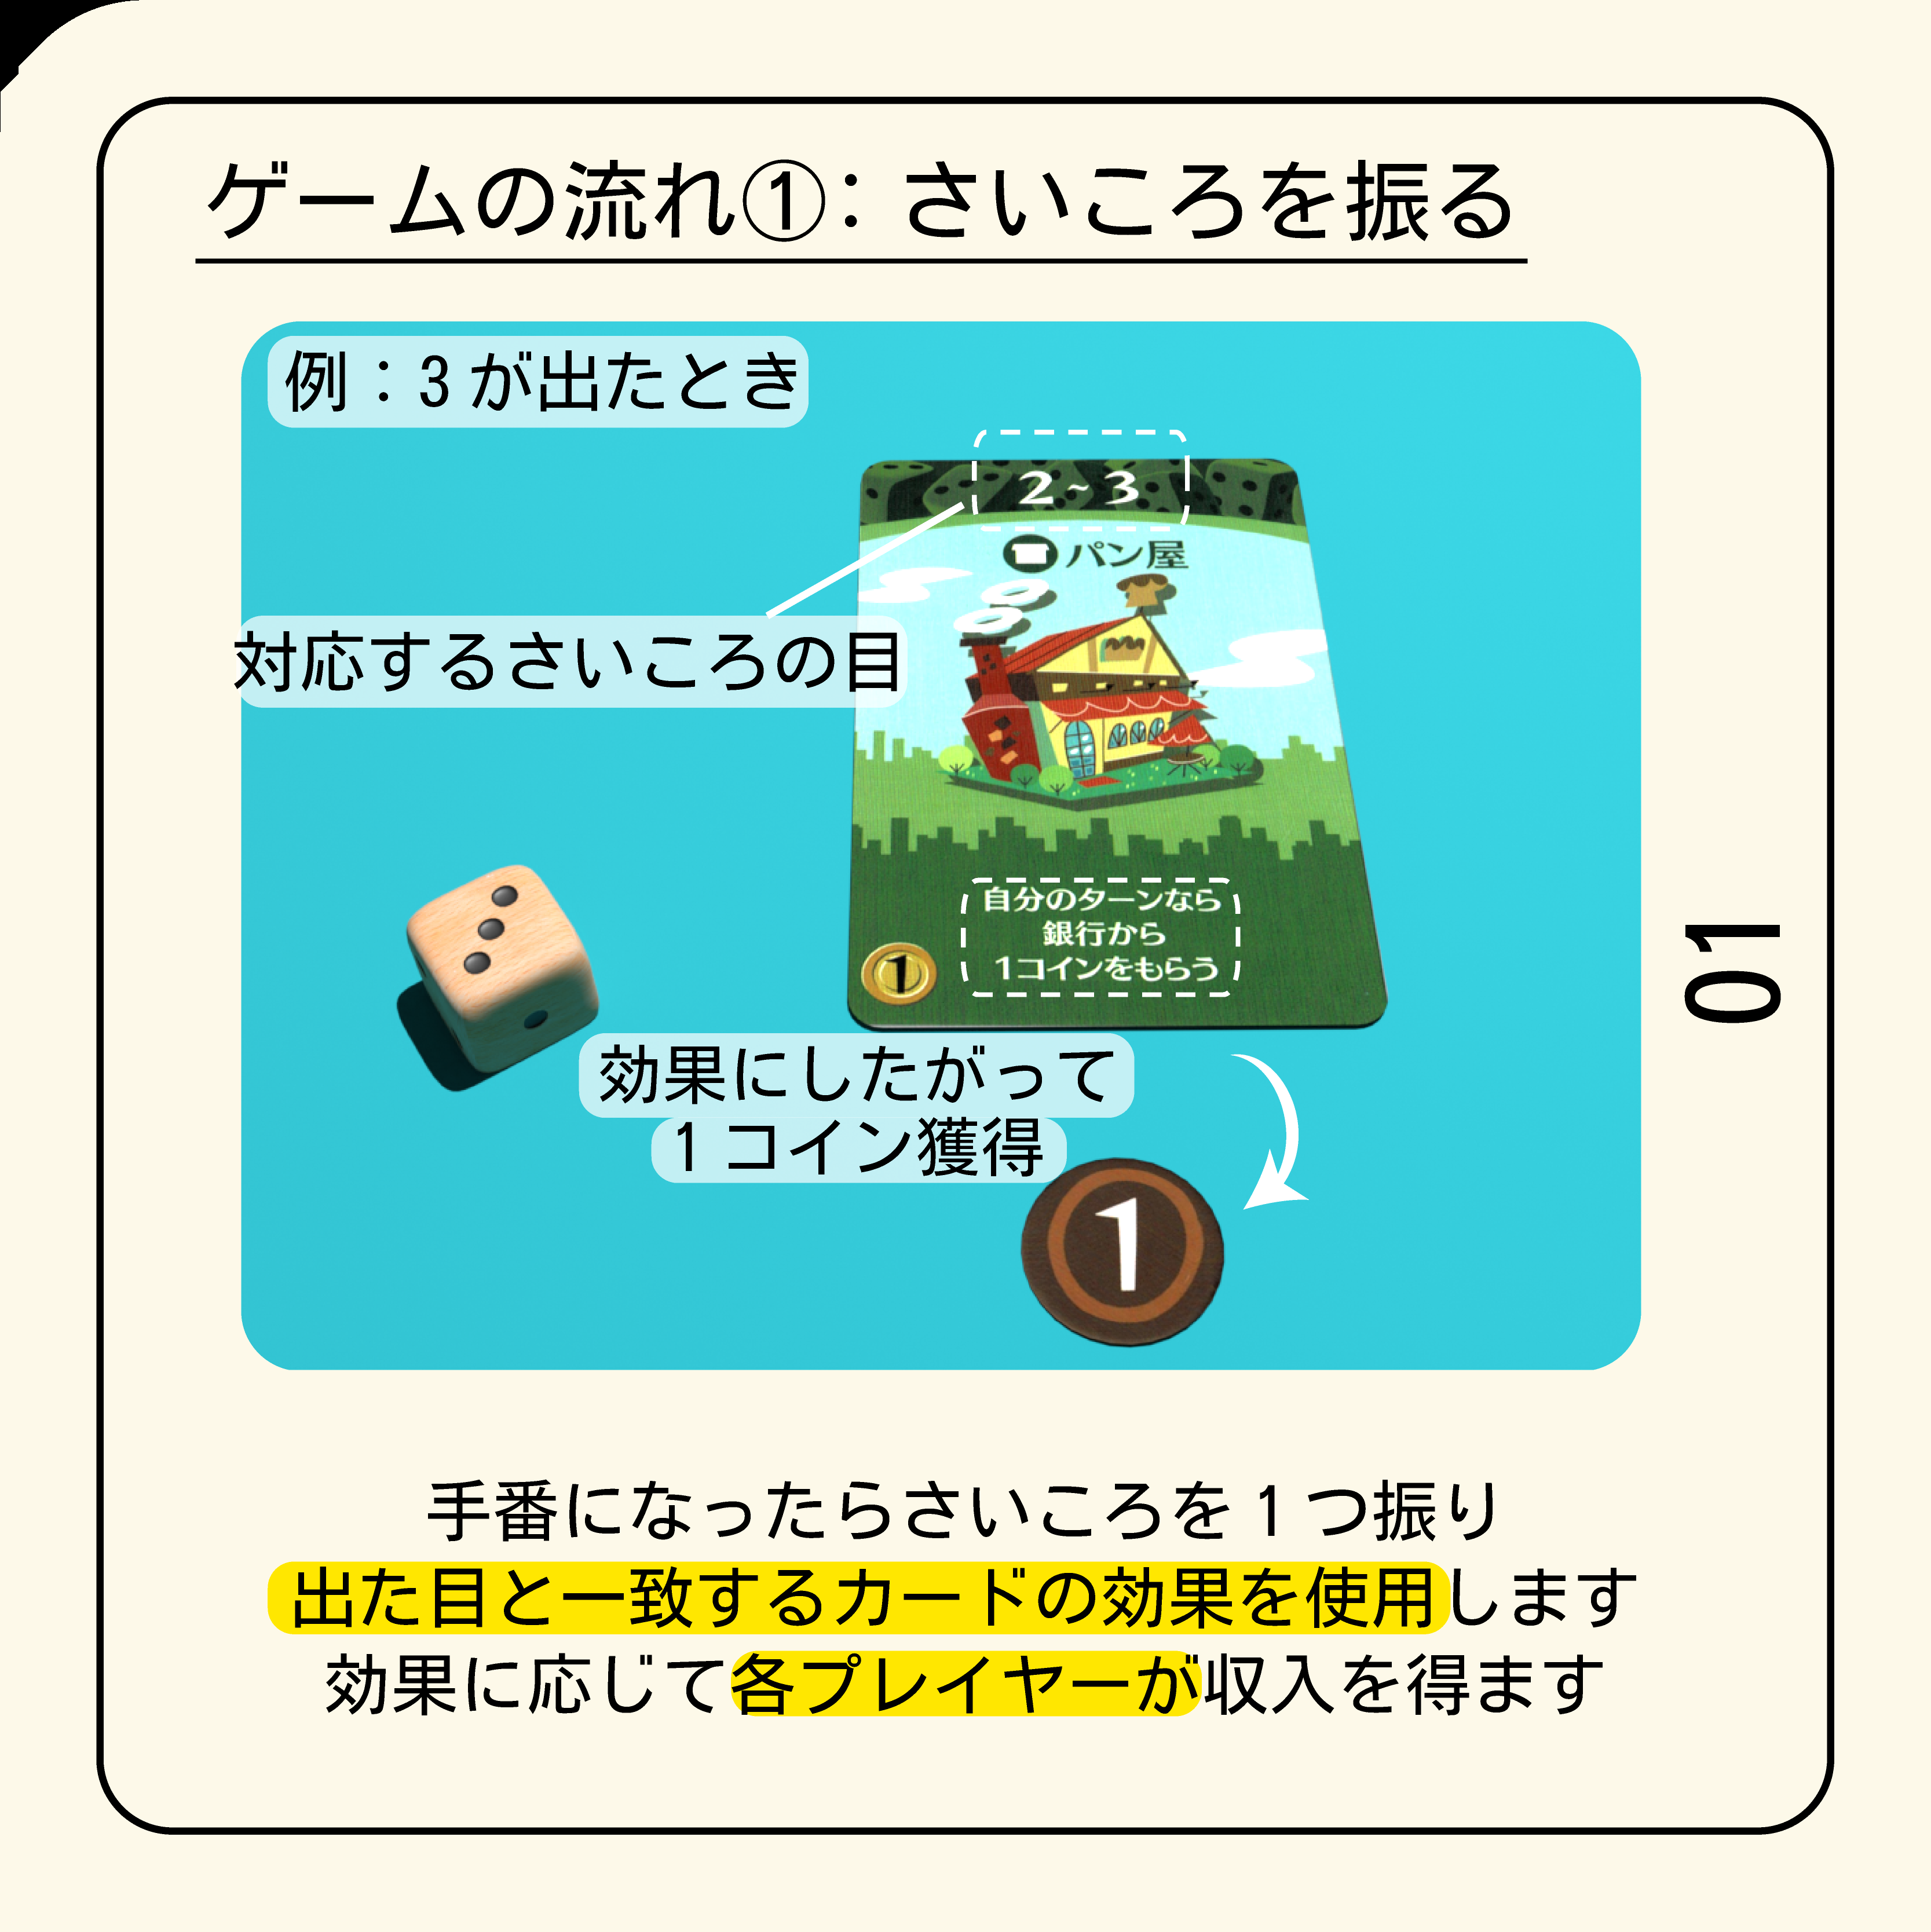 ゲームの流れ①：さいころを振る
例：3が出たとき
2~3
パン屋
対応するさいころの目
自分のターンなら
銀行から
1コインをもらう
1
効果にしたがって
1コイン獲得
1
01
手番になったらさいころを1つ振り
出た目と一致するカードの効果を使用します
効果に応じて各プレイヤーが収入を得ます